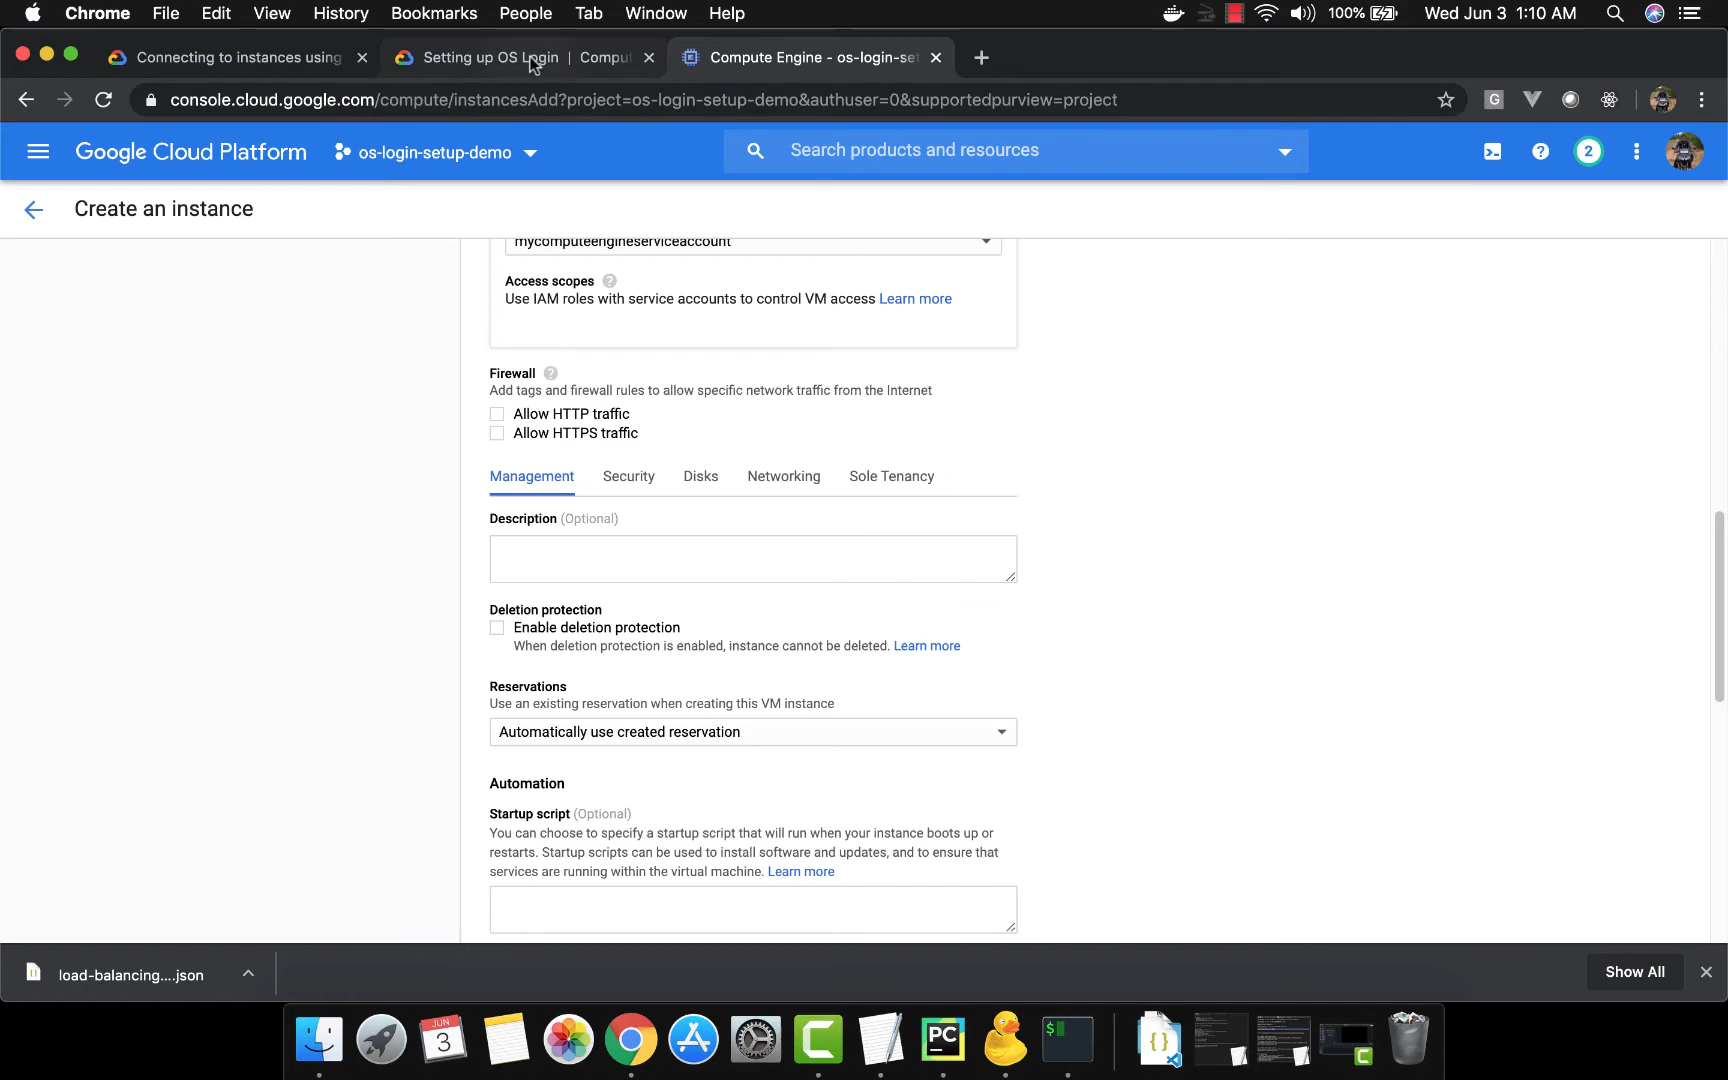 Chrome File Edit View History Bookmarks People Tab Window Help 100% Wed Jun 3 1:10 AM
Connecting to instances using
Setting up OS Login | Comput
Compute Engine - os-login-set
console.cloud.google.com/compute/instancesAdd?project=os-login-setup-demo&authuser=0&supportedpurview=project
G
Google Cloud Platform os-login-setup-demo Search products and resources ? 2
Create an instance
mycomputeengineserviceaccount
Access scopes ?
Use IAM roles with service accounts to control VM access Learn more
Firewall ?
Add tags and firewall rules to allow specific network traffic from the Internet
Allow HTTP traffic
Allow HTTPS traffic
Management Security Disks Networking Sole Tenancy
Description (Optional)
Deletion protection
Enable deletion protection
When deletion protection is enabled, instance cannot be deleted. Learn more
Reservations
Use an existing reservation when creating this VM instance
Automatically use created reservation
Automation
Startup script (Optional)
You can choose to specify a startup script that will run when your instance boots up or
restarts. Startup scripts can be used to install software and updates, and to ensure that
services are running within the virtual machine. Learn more
load-balancing....json
Show All
JUN
3
PC
$